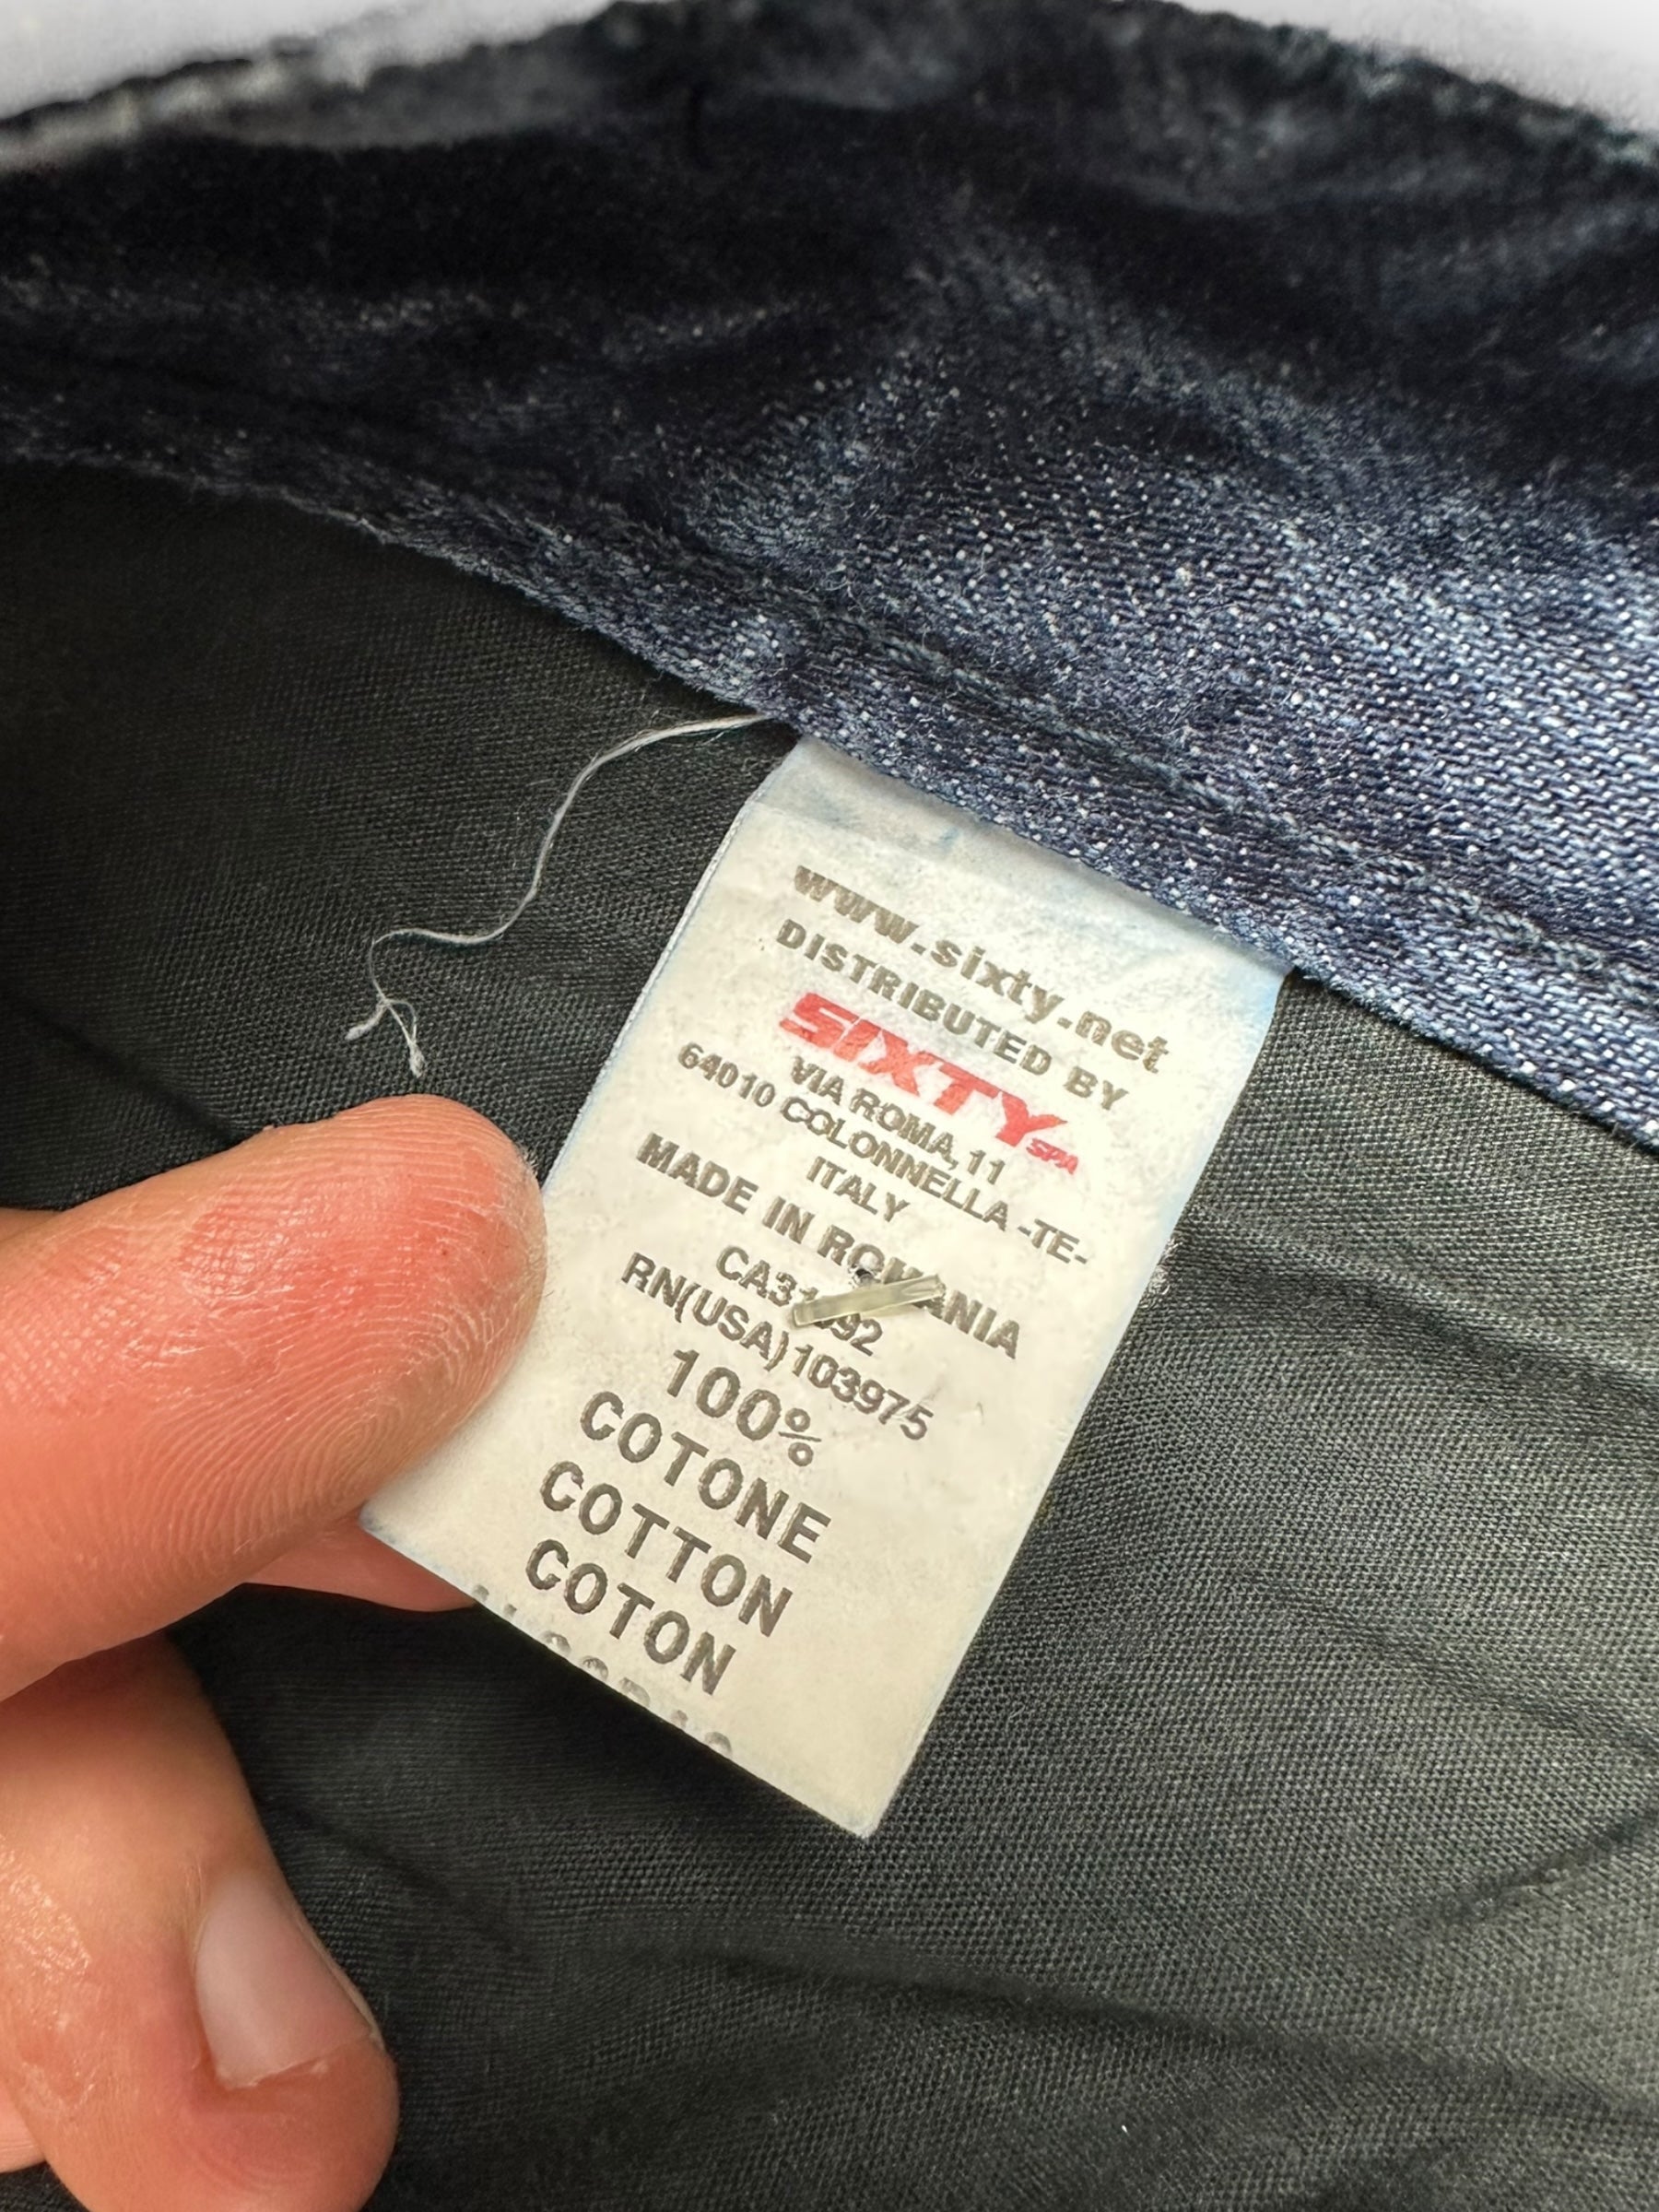 www.sixty.net
DISTRIBUTED BY
SIXTY SPA
VIA ROMA, 11
64010 COLONNELLA -TE-
ITALY
MADE IN ROMANIA
RN(USA)103975
100%
COTONE
COTTON
COTON